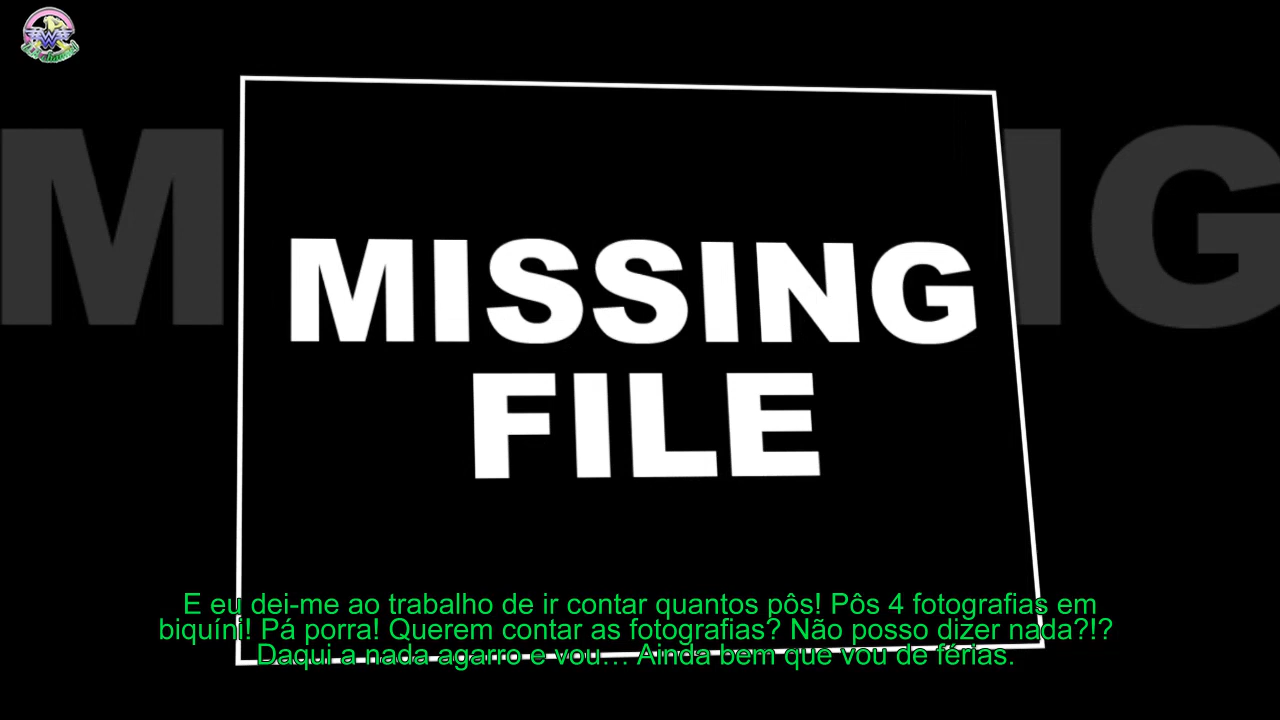 MISSING
FILE
E eu dei-me ao trabalho de ir contar quantos pôs! Pôs 4 fotografias em
biquíni! Pá porra! Querem contar as fotografias? Não posso dizer nada?!?
Daqui a nada agarro e vou... Ainda bem que vou de férias.